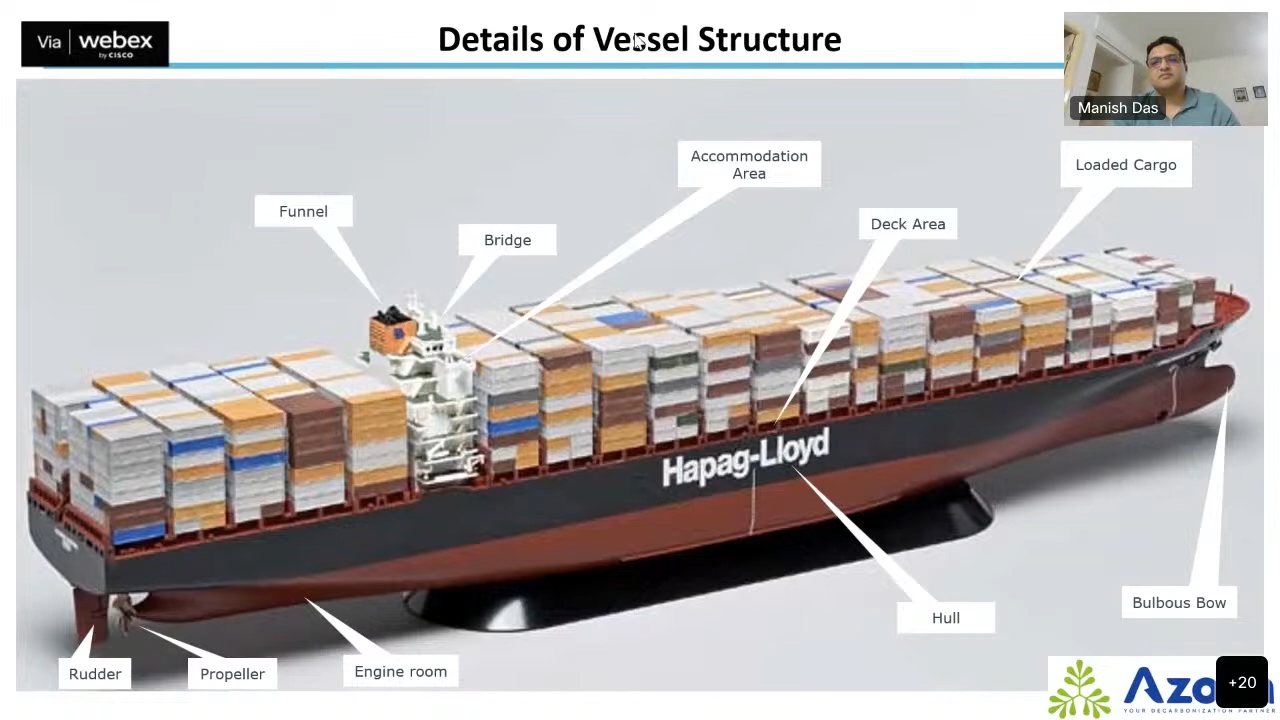 Via | webex
by CISCO
Details of Vessel Structure
Manish Das
Accommodation
Area
Loaded Cargo
Funnel
Deck Area
Bridge
Hapag-Lloyd
Bulbous Bow
Hull
Rudder
Propeller
Engine room
+20
YOUR DECARBONIZATION PARTNER